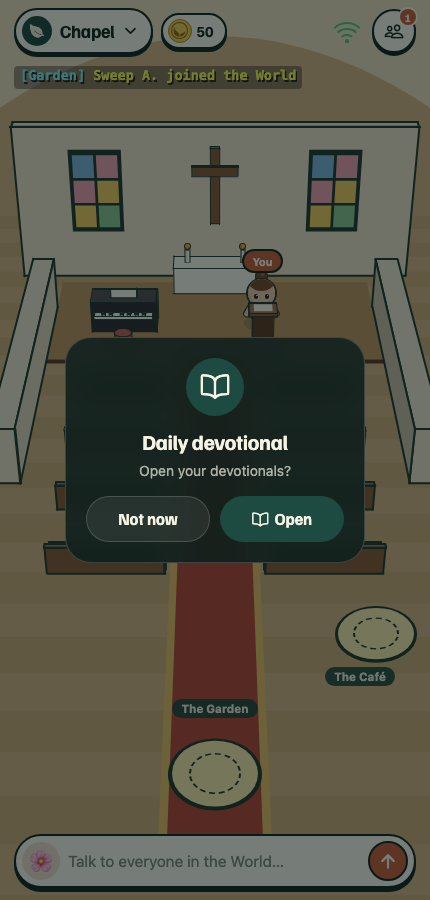 Chapel
50
1
[Garden] Sweep A. joined the World
You
Daily devotional
Open your devotionals?
Not now
Open
The Café
The Garden
Talk to everyone in the World...